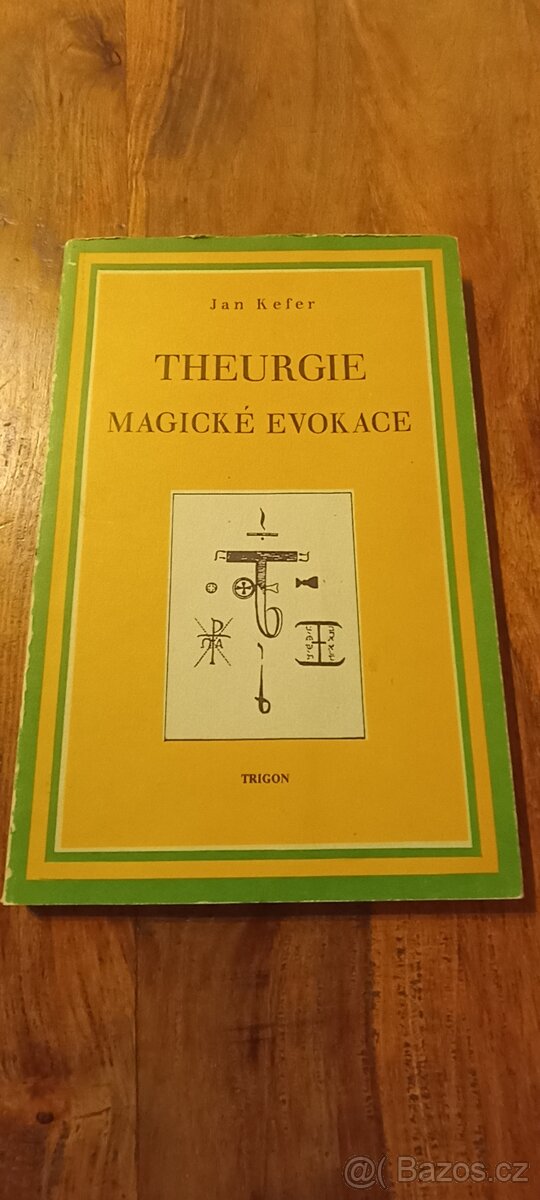 Jan Kefer
THEURGIE
MAGICKÉ EVOKACE
TRIGON
@( Bazos.cz